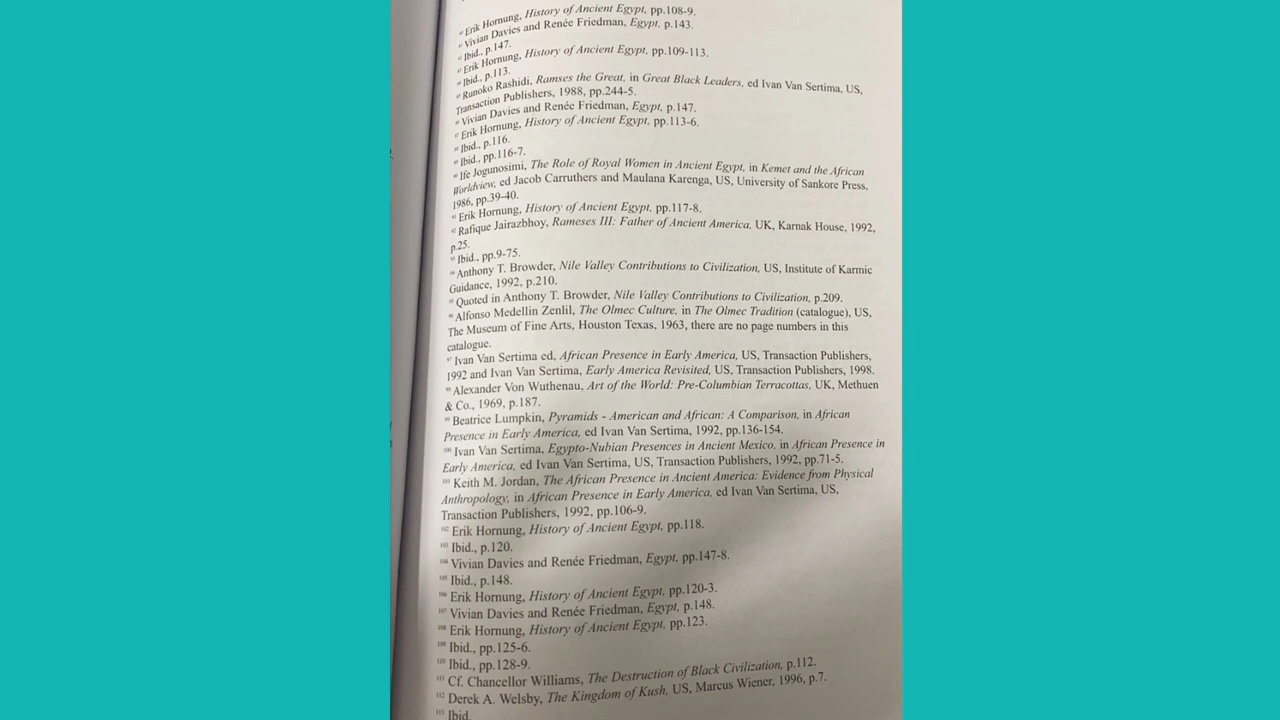 Erik Hornung, History of Ancient Egypt, pp.108-9.
Vivian Davies and Renée Friedman, Egypt, p.143.
Ibid., p.147.
Erik Hornung, History of Ancient Egypt, pp.109-113.
Ibid., p.113.
Runoko Rashidi, Ramses the Great, in Great Black Leaders, ed Ivan Van Sertima, US,
Transaction Publishers, 1988, pp.244-5.
Vivian Davies and Renée Friedman, Egypt, p.147.
Erik Hornung, History of Ancient Egypt, pp.113-6.
Ibid., p.116.
Ibid., pp.116-7.
Ife Jogunosimi, The Role of Royal Women in Ancient Egypt, in Kemet and the African
Worldview, ed Jacob Carruthers and Maulana Karenga, US, University of Sankore Press,
1986, pp.39-40.
Erik Hornung, History of Ancient Egypt, pp.117-8.
Rafique Jairazbhoy, Rameses III: Father of Ancient America, UK, Karnak House, 1992,
p.25.
Ibid., pp.9-75.
Anthony T. Browder, Nile Valley Contributions to Civilization, US, Institute of Karmic
Guidance, 1992, p.210.
Quoted in Anthony T. Browder, Nile Valley Contributions to Civilization, p.209.
Alfonso Medellin Zenlil, The Olmec Culture, in The Olmec Tradition (catalogue), US,
The Museum of Fine Arts, Houston Texas, 1963, there are no page numbers in this
catalogue.
97 Ivan Van Sertima ed, African Presence in Early America, US, Transaction Publishers,
1992 and Ivan Van Sertima, Early America Revisited, US, Transaction Publishers, 1998.
98 Alexander Von Wuthenau, Art of the World: Pre-Columbian Terracottas, UK, Methuen
& Co., 1969, p.187.
99 Beatrice Lumpkin, Pyramids - American and African: A Comparison, in African
Presence in Early America, ed Ivan Van Sertima, 1992, pp.136-154.
100 Ivan Van Sertima, Egypto-Nubian Presences in Ancient Mexico, in African Presence in
Early America, ed Ivan Van Sertima, US, Transaction Publishers, 1992, pp.71-5.
101 Keith M. Jordan, The African Presence in Ancient America: Evidence from Physical
Anthropology, in African Presence in Early America, ed Ivan Van Sertima, US,
Transaction Publishers, 1992, pp.106-9.
102 Erik Hornung, History of Ancient Egypt, pp.118.
103 Ibid., p.120.
104 Vivian Davies and Renée Friedman, Egypt, pp.147-8.
105 Ibid., p.148.
106 Erik Hornung, History of Ancient Egypt, pp.120-3.
107 Vivian Davies and Renée Friedman, Egypt, p.148.
108 Erik Hornung, History of Ancient Egypt, pp.123.
109 Ibid., pp.125-6.
110 Ibid., pp.128-9.
111 Cf. Chancellor Williams, The Destruction of Black Civilization, p.112.
112 Derek A. Welsby, The Kingdom of Kush, US, Marcus Wiener, 1996, p.7.
113 Ibid.